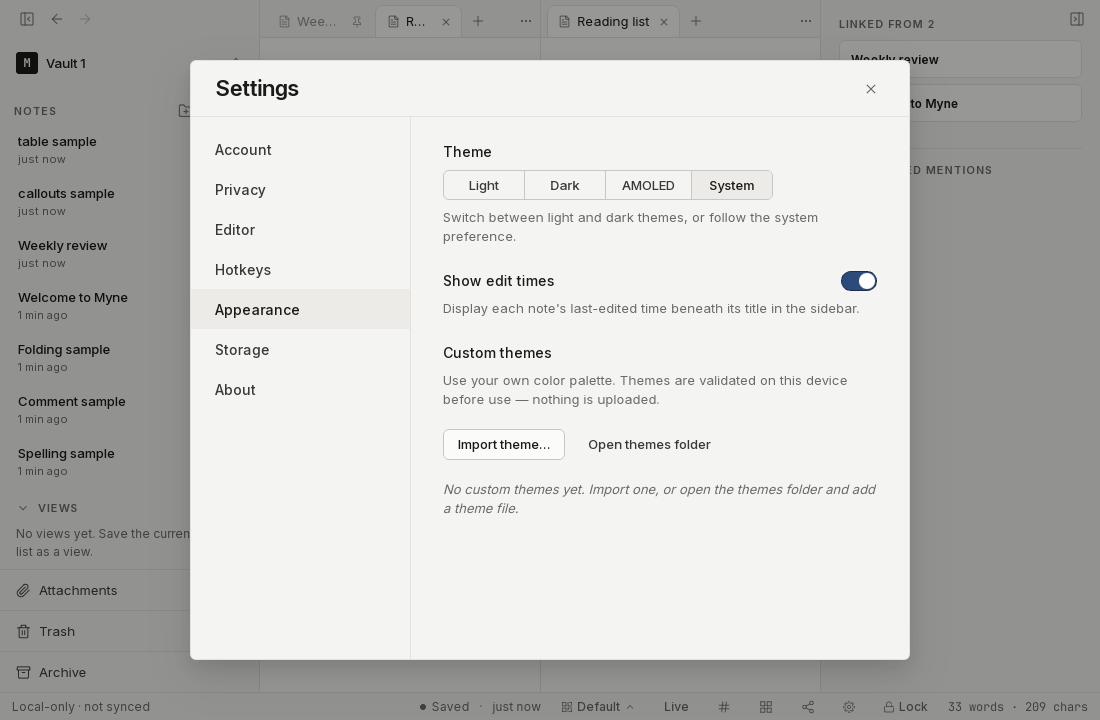 Wee…
R…
Reading list
LINKED FROM 2
M Vault 1
Weekly review
to Myne
NOTES
table sample
just now
callouts sample
just now
Weekly review
just now
Welcome to Myne
1 min ago
Folding sample
1 min ago
Comment sample
1 min ago
Spelling sample
1 min ago
VIEWS
No views yet. Save the curren
list as a view.
Attachments
Trash
Archive
Settings
Account
Privacy
Editor
Hotkeys
Appearance
Storage
About
Theme
Light
Dark
AMOLED
System
Switch between light and dark themes, or follow the system
preference.
Show edit times
Display each note's last-edited time beneath its title in the sidebar.
Custom themes
Use your own color palette. Themes are validated on this device
before use — nothing is uploaded.
Import theme…
Open themes folder
No custom themes yet. Import one, or open the themes folder and add
a theme file.
MENTIONS
Local-only · not synced
Saved · just now
Default
Live
Lock
33 words · 209 chars